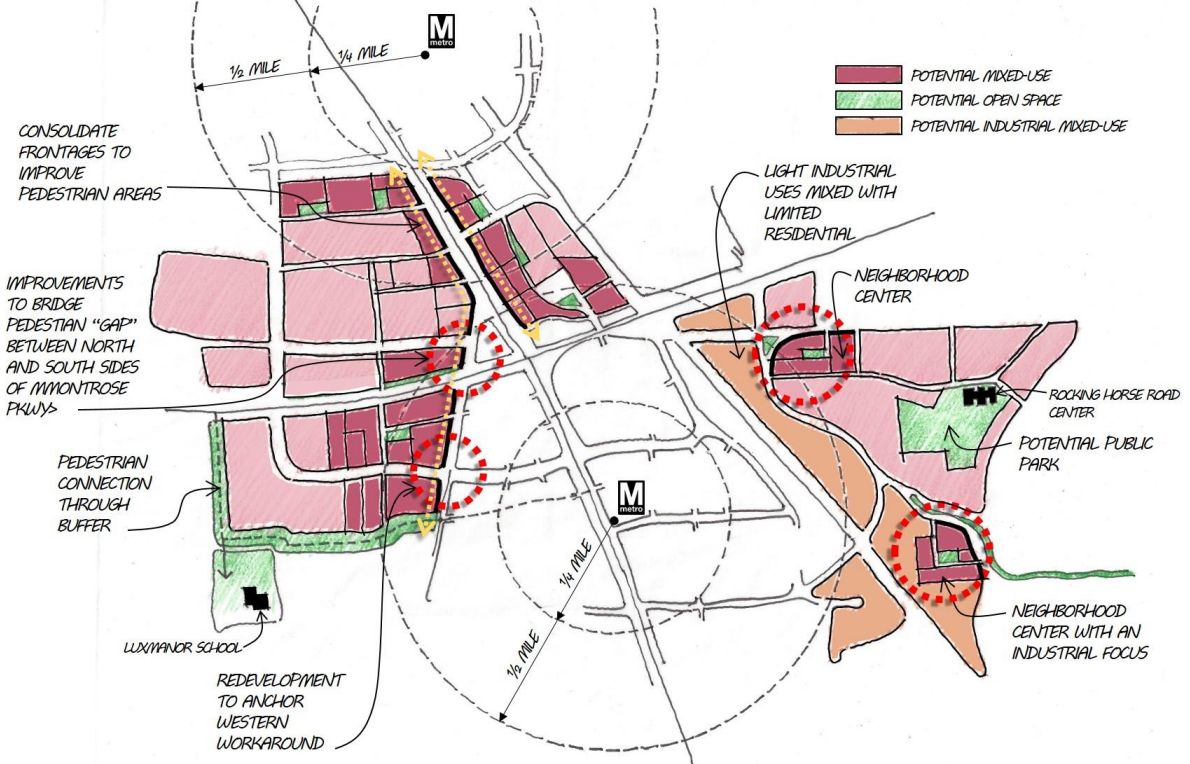 M
metro
1/2 MILE
1/4 MILE
POTENTIAL MIXED-USE
POTENTIAL OPEN SPACE
POTENTIAL INDUSTRIAL MIXED-USE
CONSOLIDATE
FRONTAGES TO
IMPROVE
PEDESTRIAN AREAS
LIGHT INDUSTRIAL
USES MIXED WITH
LIMITED
RESIDENTIAL
NEIGHBORHOOD
CENTER
IMPROVEMENTS
TO BRIDGE
PEDESTIAN "GAP"
BETWEEN NORTH
AND SOUTH SIDES
OF MMONTROSE
PKWY>
ROCKING HORSE ROAD
CENTER
POTENTIAL PUBLIC
PARK
PEDESTRIAN
CONNECTION
THROUGH
BUFFER
M
metro
1/4 MILE
1/2 MILE
LUXMANOR SCHOOL
NEIGHBORHOOD
CENTER WITH AN
INDUSTRIAL FOCUS
REDEVELOPMENT
TO ANCHOR
WESTERN
WORKAROUND